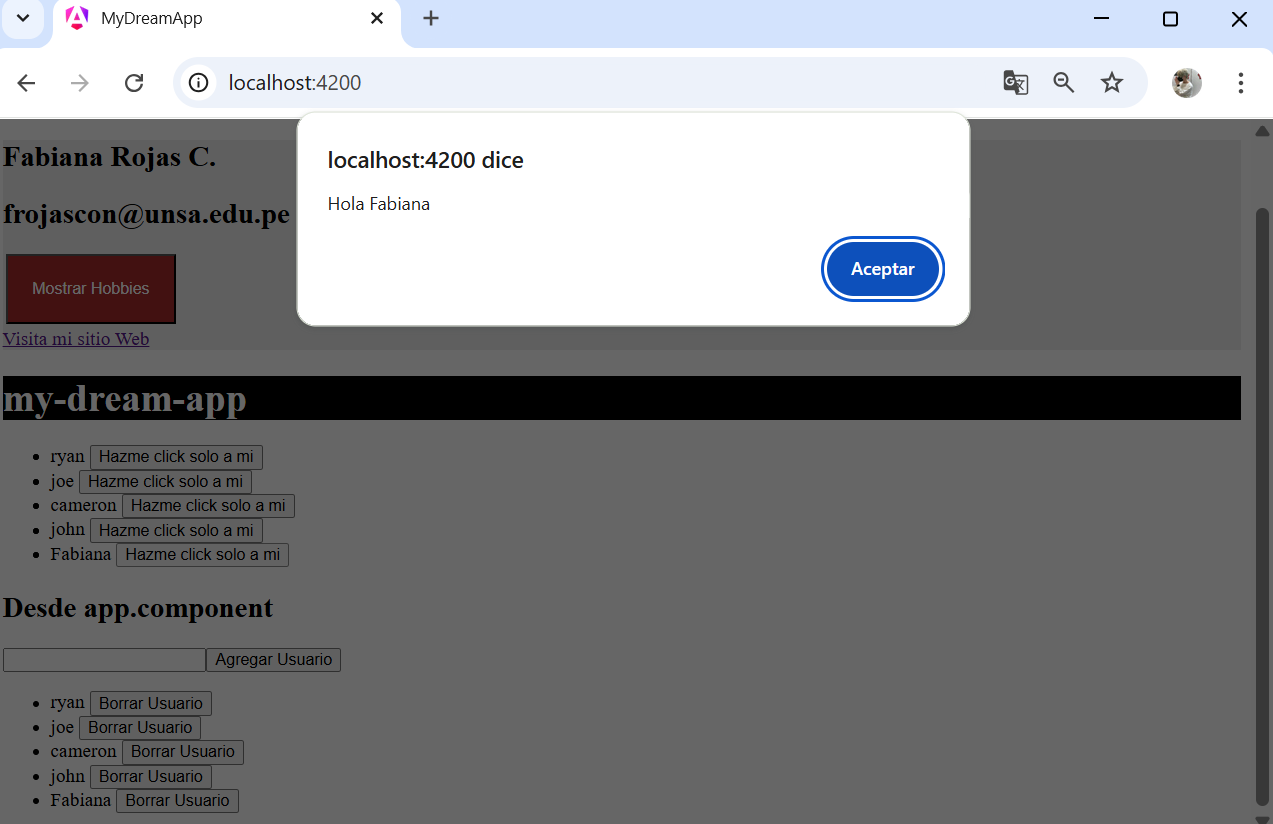 MyDreamApp
localhost:4200
localhost:4200 dice
Hola Fabiana
Aceptar
Fabiana Rojas C.
frojascon@unsa.edu.pe
Mostrar Hobbies
Visita mi sitio Web
my-dream-app
ryan Hazme click solo a mi
joe Hazme click solo a mi
cameron Hazme click solo a mi
john Hazme click solo a mi
Fabiana Hazme click solo a mi
Desde app.component
Agregar Usuario
ryan Borrar Usuario
joe Borrar Usuario
cameron Borrar Usuario
john Borrar Usuario
Fabiana Borrar Usuario